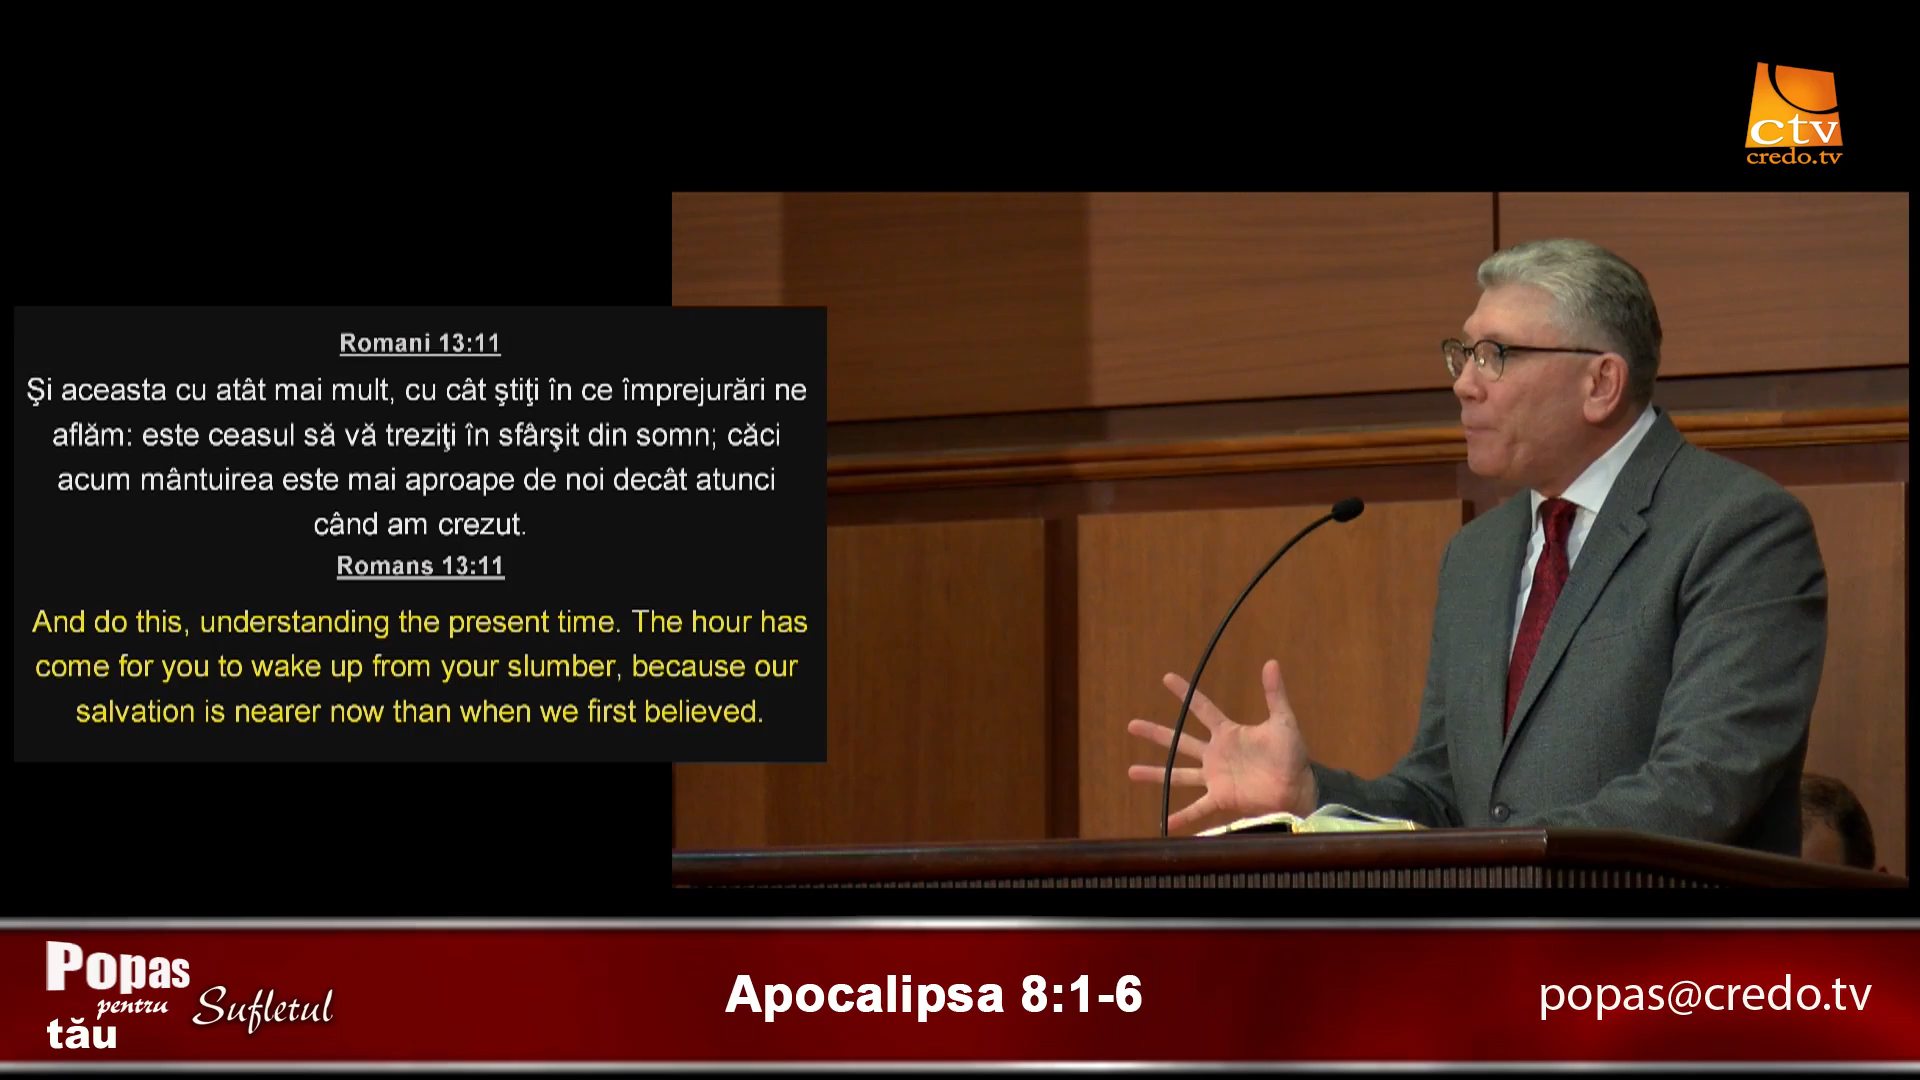 ctv
credo.tv
Romani 13:11
Şi aceasta cu atât mai mult, cu cât ştiţi în ce împrejurări ne
aflăm: este ceasul să vă treziţi în sfârşit din somn; căci
acum mântuirea este mai aproape de noi decât atunci
când am crezut.
Romans 13:11
And do this, understanding the present time. The hour has
come for you to wake up from your slumber, because our
salvation is nearer now than when we first believed.
Popas
pentru
tău Sufletul
Apocalipsa 8:1-6
popas@credo.tv